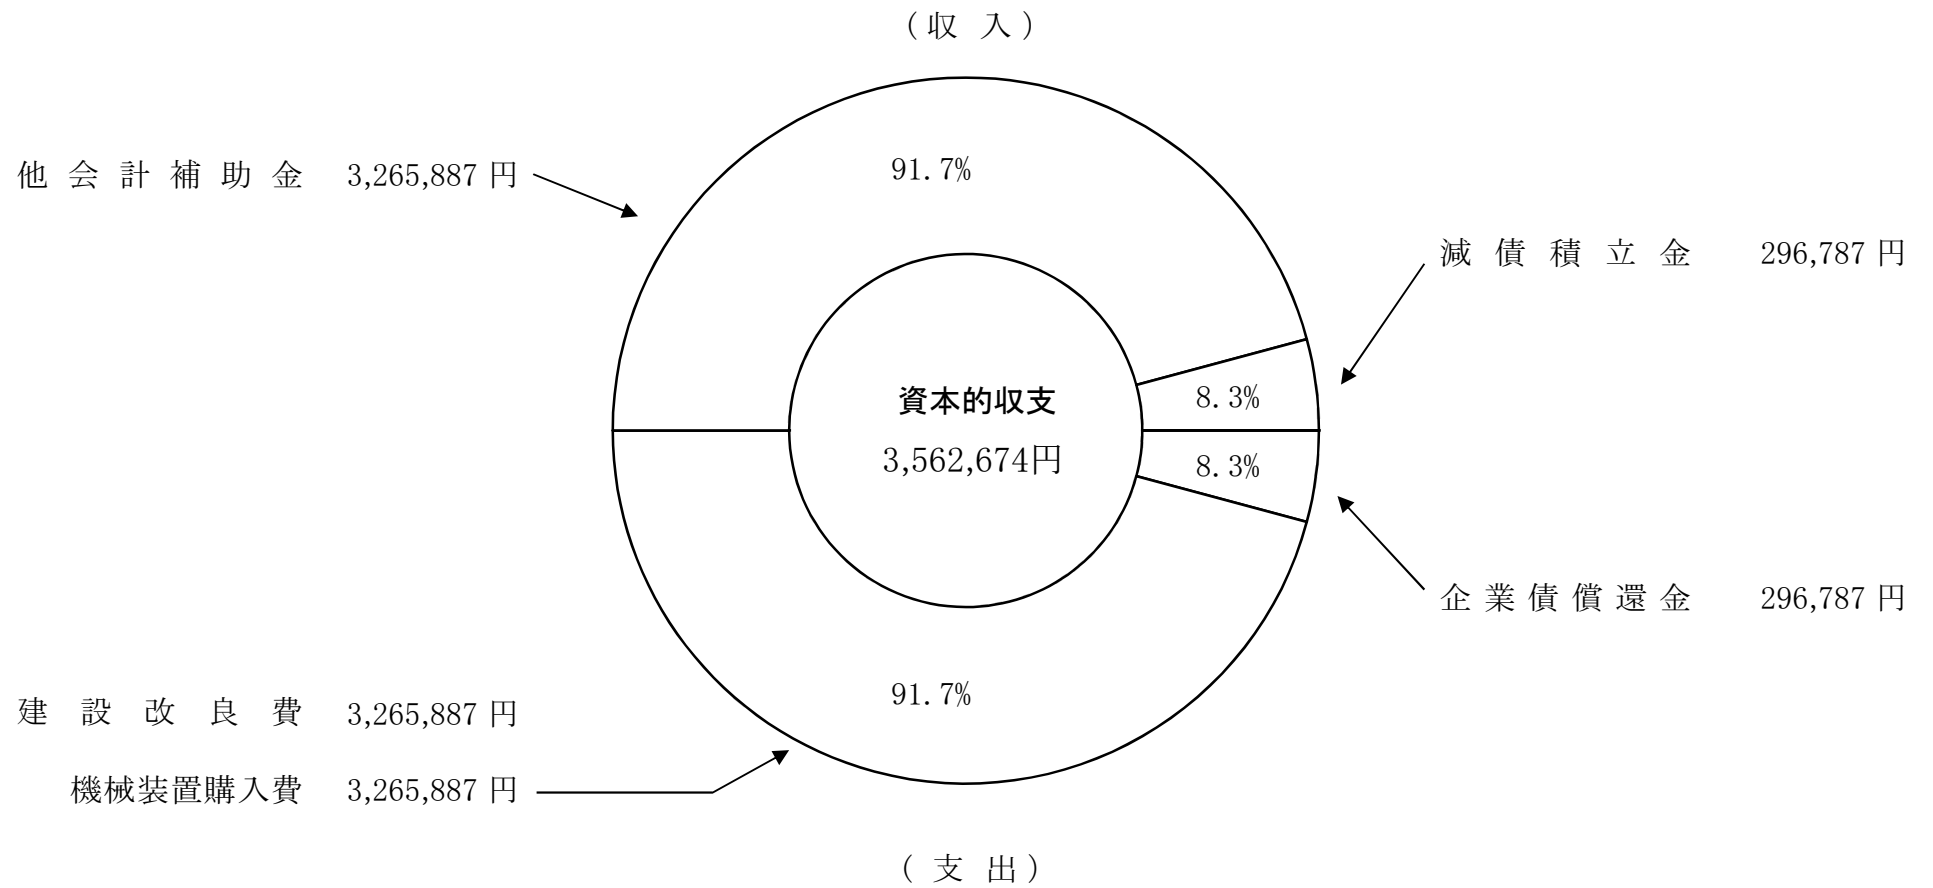 （収 入）
他会計補助金 3,265,887 円
91.7%
減債積立金 296,787 円
8.3%
資本的収支
3,562,674円
8.3%
企業債償還金 296,787 円
91.7%
建設改良費 3,265,887 円
機械装置購入費 3,265,887 円
（ 支 出）